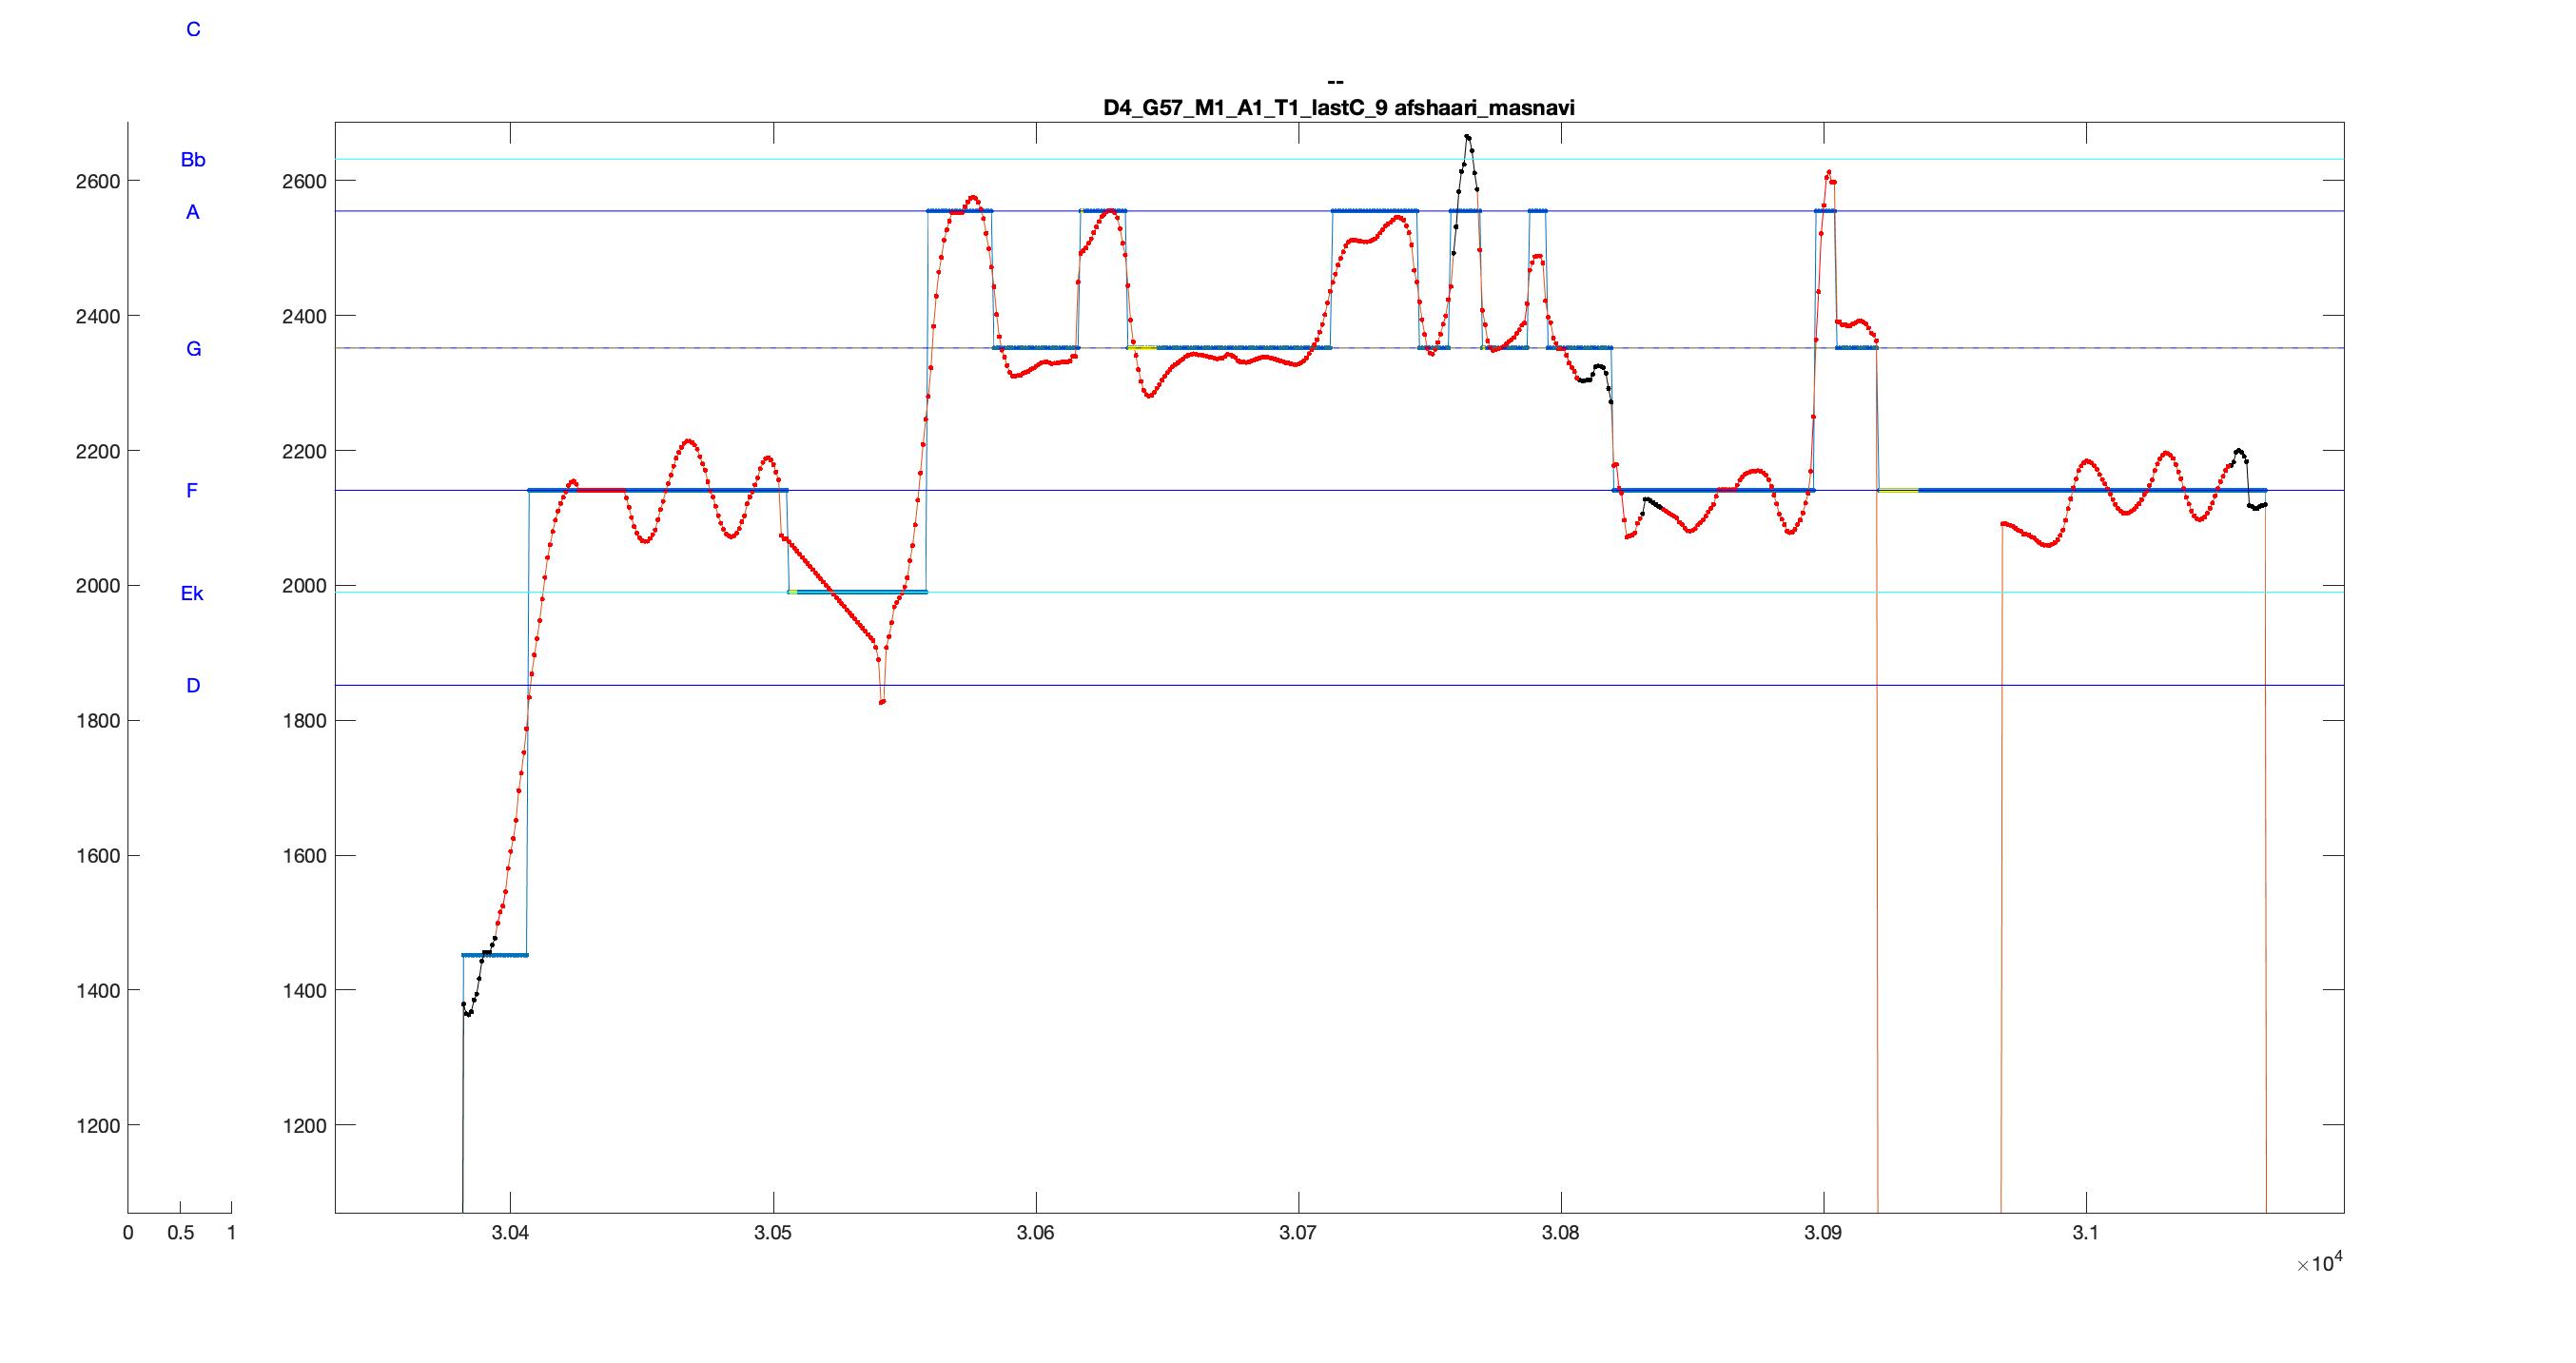 C
--
D4_G57_M1_A1_T1_lastC_9 afshaari_masnavi
Bb
2600 2600
A
2400 2400
G
2200 2200
F
2000 Ek 2000
D
1800 1800
1600 1600
1400 1400
1200 1200
0 0.5 1 3.04 3.05 3.06 3.07 3.08 3.09 3.1
×10^4